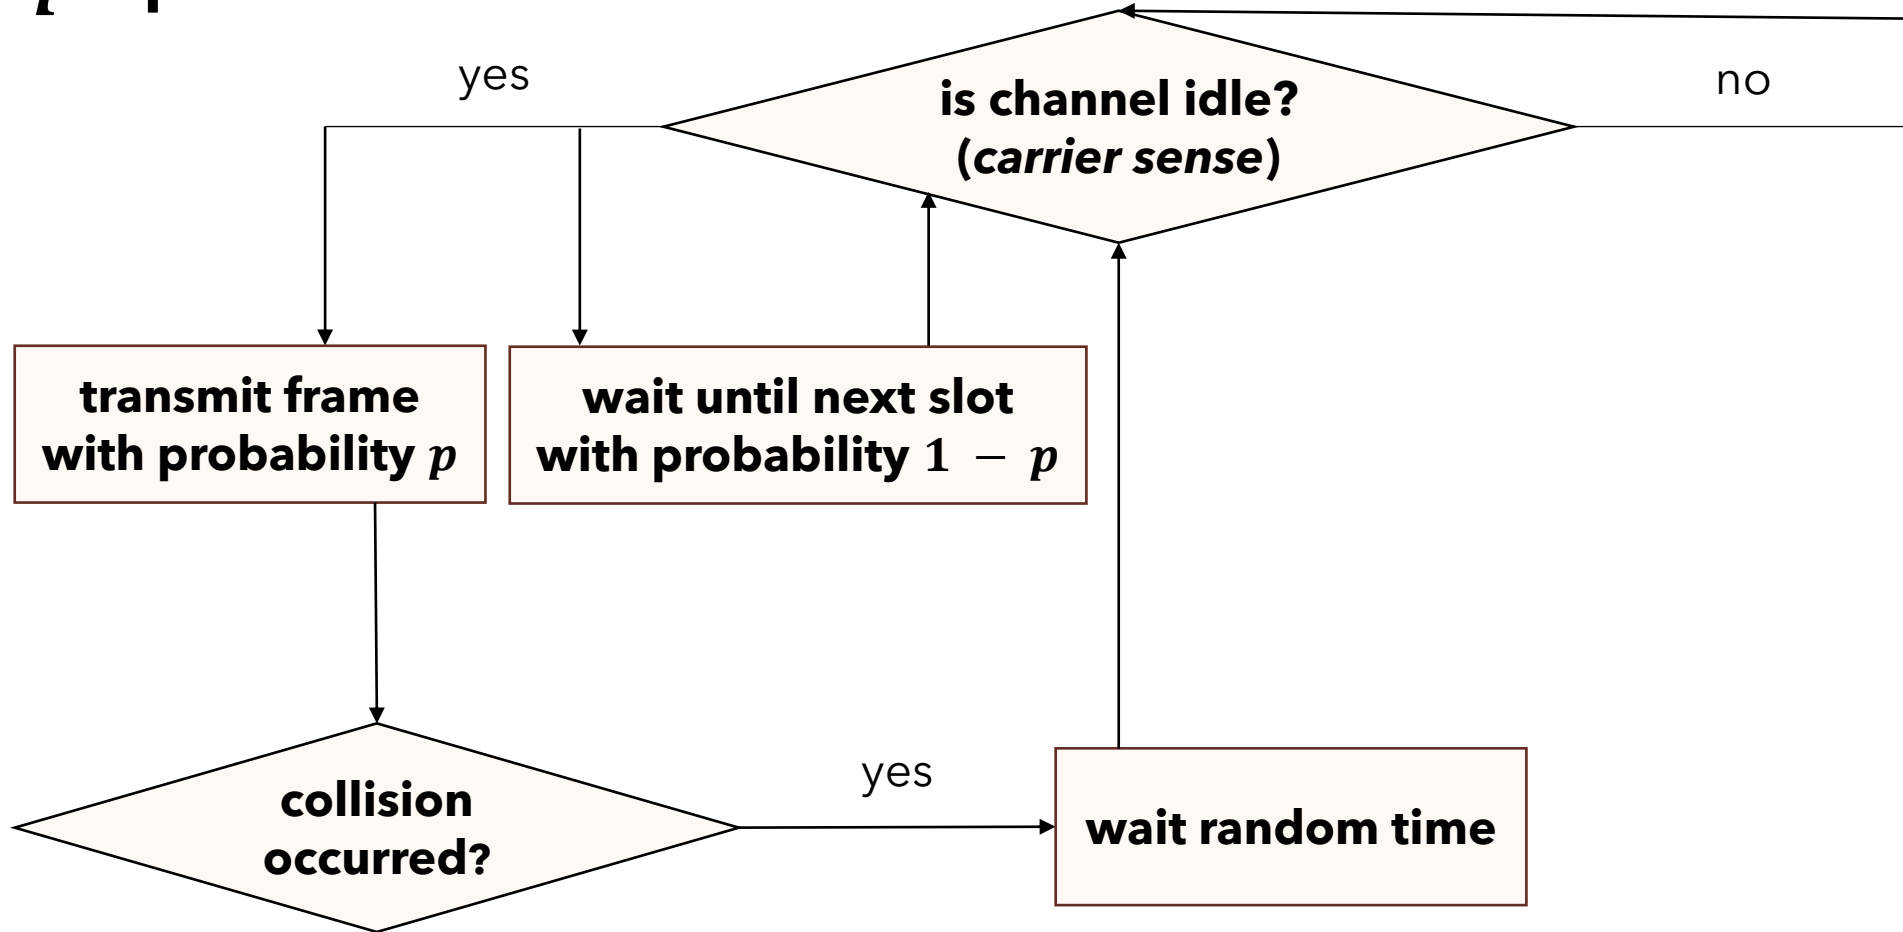 yes
is channel idle?
(carrier sense)
no
transmit frame
with probability p
wait until next slot
with probability 1 − p
collision
occurred?
yes
wait random time